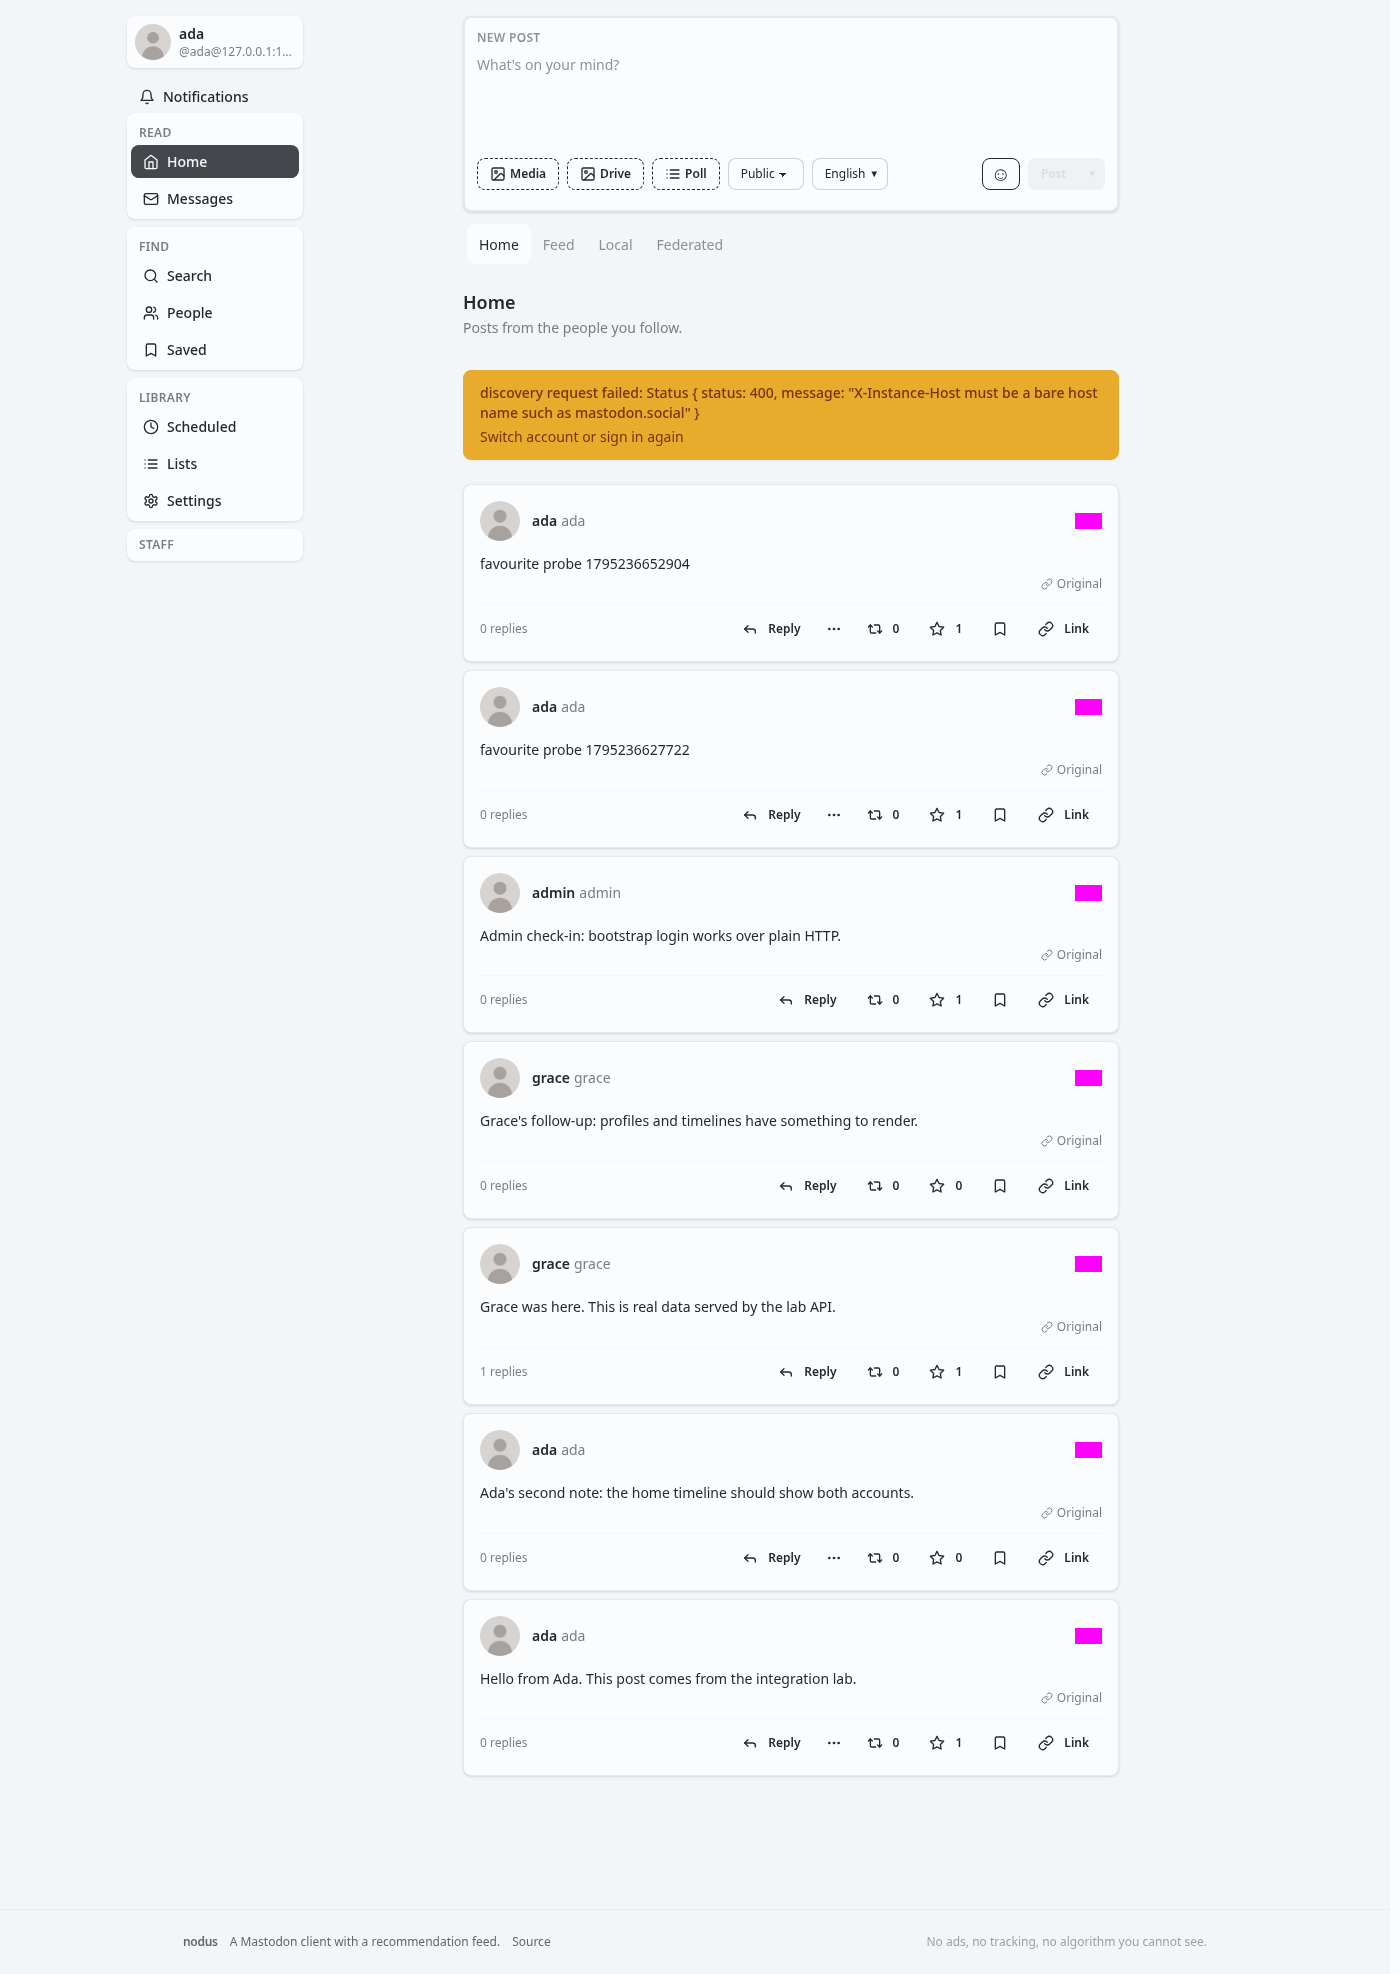 ada
@ada@127.0.0.1:1...
Notifications
READ
Home
Messages
FIND
Search
People
Saved
LIBRARY
Scheduled
Lists
Settings
STAFF
NEW POST
What's on your mind?
Media Drive Poll Public English Post
Home Feed Local Federated
Home
Posts from the people you follow.
discovery request failed: Status { status: 400, message: "X-Instance-Host must be a bare host
name such as mastodon.social" }
Switch account or sign in again
ada ada
favourite probe 1795236652904
Original
0 replies Reply 0 1 Link
ada ada
favourite probe 1795236627722
Original
0 replies Reply 0 1 Link
admin admin
Admin check-in: bootstrap login works over plain HTTP.
Original
0 replies Reply 0 1 Link
grace grace
Grace's follow-up: profiles and timelines have something to render.
Original
0 replies Reply 0 0 Link
grace grace
Grace was here. This is real data served by the lab API.
Original
1 replies Reply 0 1 Link
ada ada
Ada's second note: the home timeline should show both accounts.
Original
0 replies Reply 0 0 Link
ada ada
Hello from Ada. This post comes from the integration lab.
Original
0 replies Reply 0 1 Link
nodus A Mastodon client with a recommendation feed. Source
No ads, no tracking, no algorithm you cannot see.